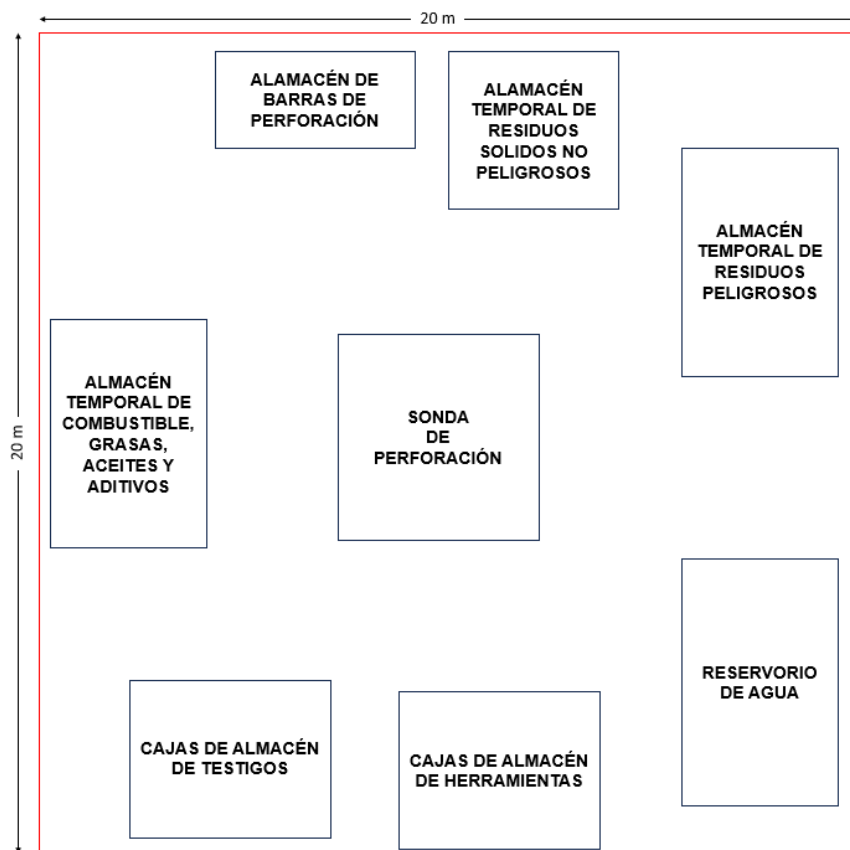 20 m
ALAMACÉN DE
BARRAS DE
PERFORACIÓN
ALAMACÉN
TEMPORAL DE
RESIDUOS
SOLIDOS NO
PELIGROSOS
ALMACÉN
TEMPORAL DE
RESIDUOS
PELIGROSOS
20 m
ALMACÉN
TEMPORAL DE
COMBUSTIBLE,
GRASAS,
ACEITES Y
ADITIVOS
SONDA
DE
PERFORACIÓN
RESERVORIO
DE AGUA
CAJAS DE ALMACÉN
DE TESTIGOS
CAJAS DE ALMACÉN
DE HERRAMIENTAS